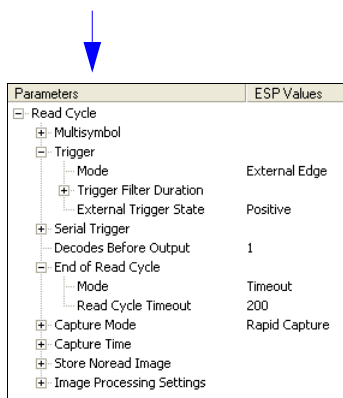 Parameters ESP Values
Read Cycle
Multisymbol
Trigger
Mode External Edge
Trigger Filter Duration
External Trigger State Positive
Serial Trigger
Decodes Before Output 1
End of Read Cycle
Mode Timeout
Read Cycle Timeout 200
Capture Mode Rapid Capture
Capture Time
Store Noread Image
Image Processing Settings